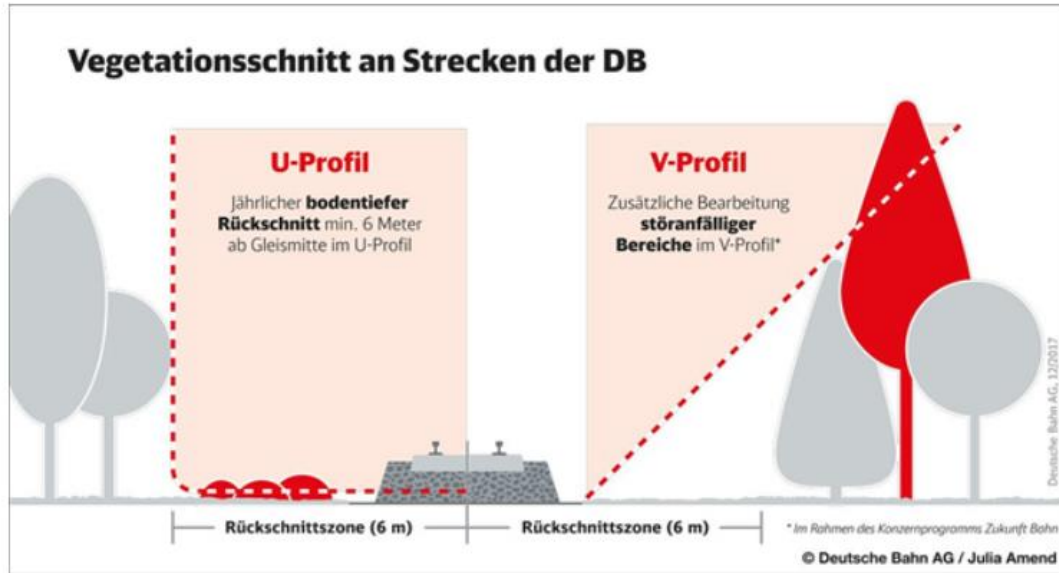 Vegetationsschnitt an Strecken der DB
U-Profil
Jährlicher bodentiefer
Rückschnitt min. 6 Meter
ab Gleismitte im U-Profil
V-Profil
Zusätzliche Bearbeitung
störanfälliger
Bereiche im V-Profil*
Rückschnittszone (6 m)
Rückschnittszone (6 m)
Deutsche Bahn AG, 12/2017
* Im Rahmen des Konzernprogramms Zukunft Bahn
© Deutsche Bahn AG / Julia Amend